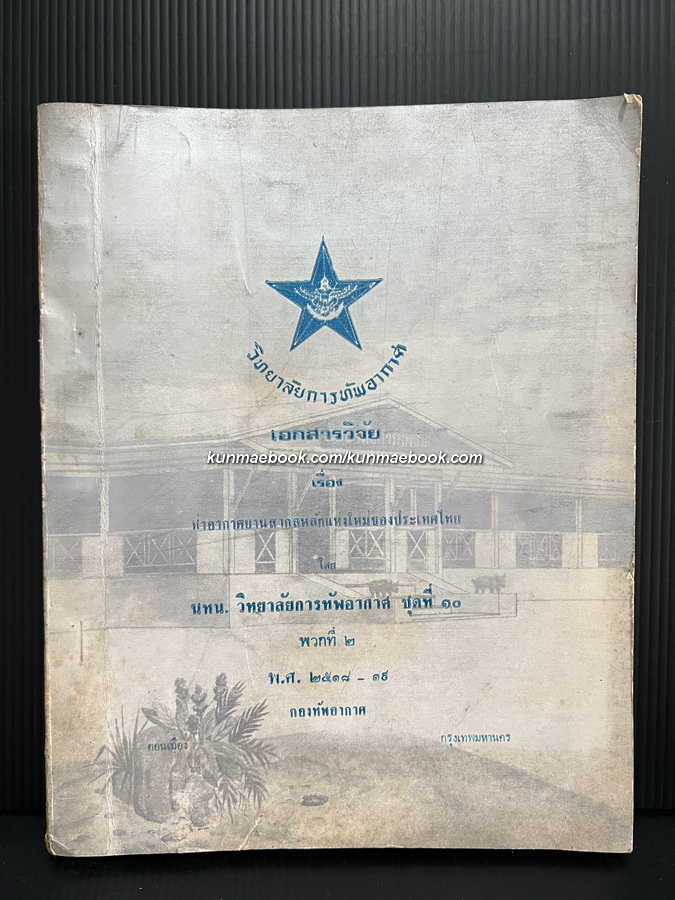 วิทยาลัยการทัพอากาศ
เอกสารวิจัย
kunmaebook.com/kunmaebook.com
เรื่อง
ท่าอากาศยานสากลหลักแห่งใหม่ของประเทศไทย
โดย
นทน. วิทยาลัยการทัพอากาศ ชุดที่ ๑๐
พวกที่ ๒
พ.ศ. ๒๕๑๘ - ๑๙
กองทัพอากาศ
ดอนเมือง กรุงเทพมหานคร